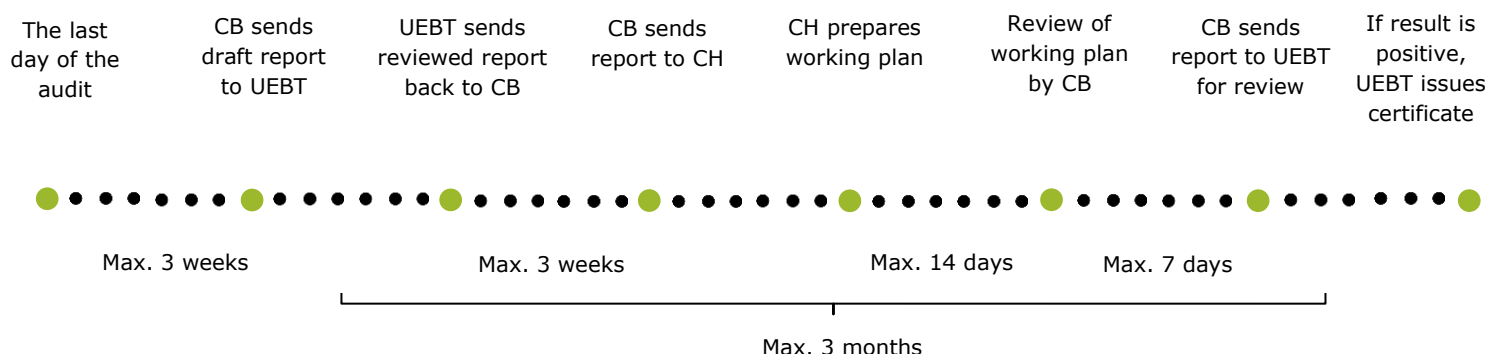 The last
day of the
audit
CB sends
draft report
to UEBT
UEBT sends
reviewed report
back to CB
CB sends
report to CH
CH prepares
working plan
Review of
working plan
by CB
CB sends
report to UEBT
for review
If result is
positive,
UEBT issues
certificate
Max. 3 weeks
Max. 3 weeks
Max. 14 days
Max. 7 days
Max. 3 months